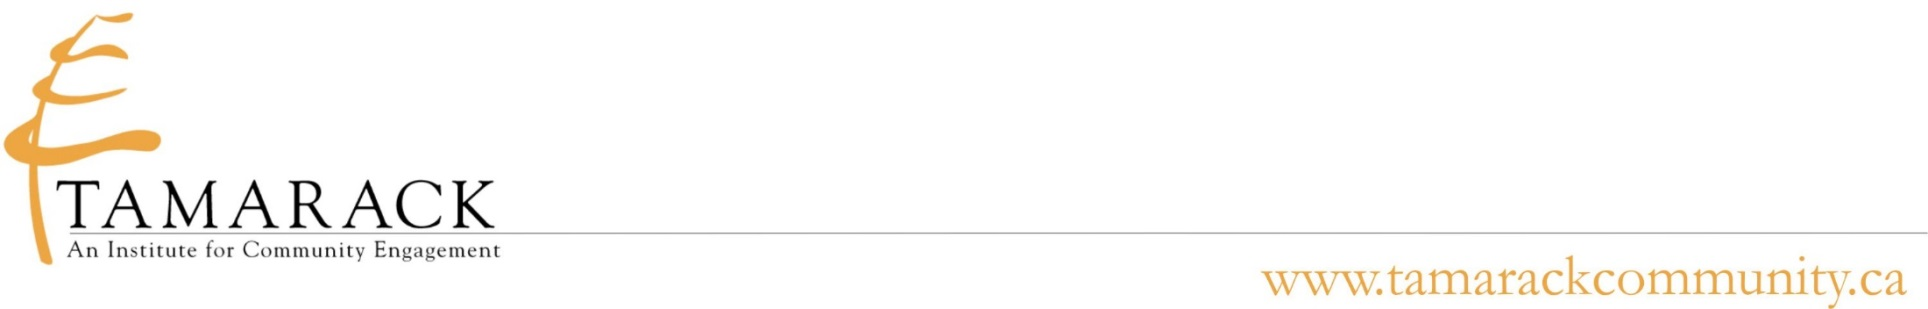 TAMARACK
An Institute for Community Engagement
www.tamarackcommunity.ca